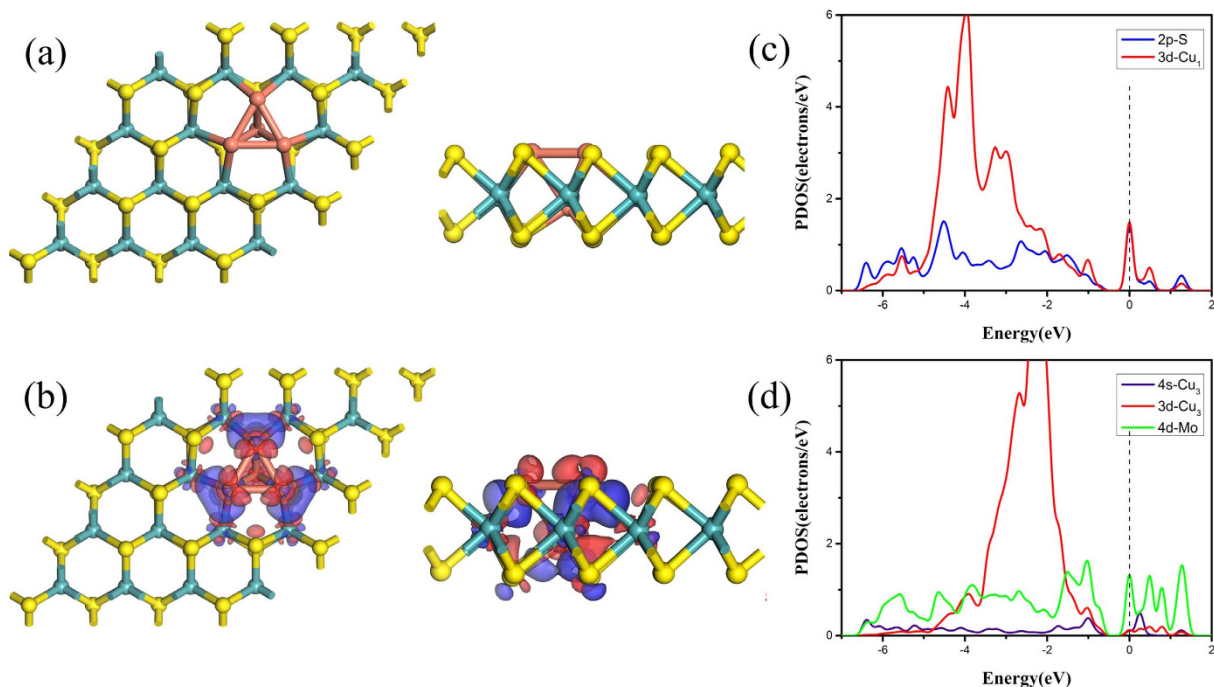 (a)
(c)
PDOS(electrons/eV)
6
4
2
0
2p-S
3d-Cu₁
-6
-4
-2
0
2
Energy(eV)
(b)
(d)
PDOS(electrons/eV)
6
4
2
0
4s-Cu₃
3d-Cu₃
4d-Mo
-6
-4
-2
0
2
Energy(eV)